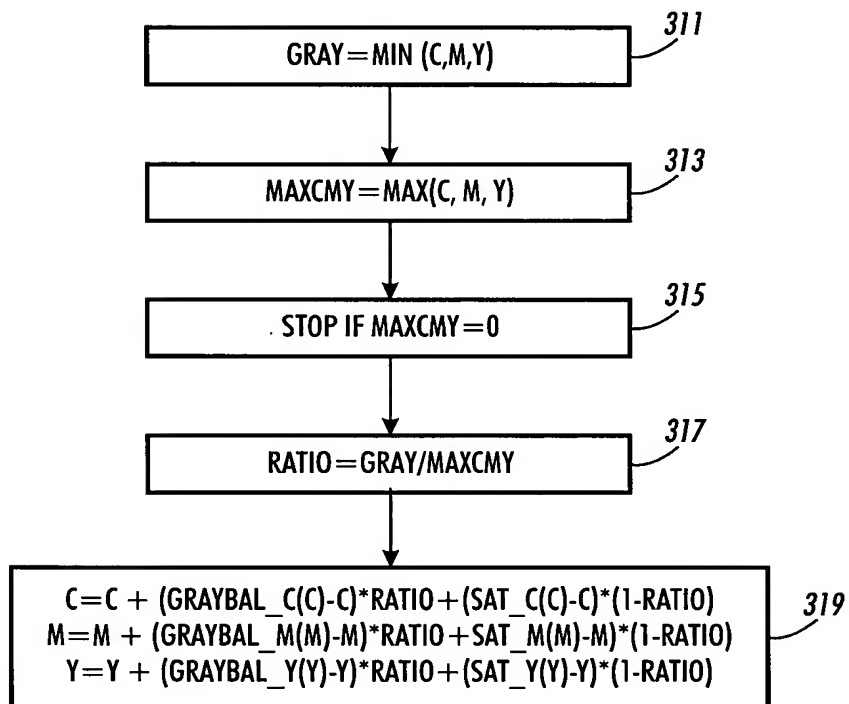 311
GRAY=MIN (C,M,Y)
313
MAXCMY=MAX(C, M, Y)
315
STOP IF MAXCMY=0
317
RATIO=GRAY/MAXCMY
319
C=C + (GRAYBAL_C(C)-C)*RATIO+(SAT_C(C)-C)*(1-RATIO)
M=M + (GRAYBAL_M(M)-M)*RATIO+SAT_M(M)-M)*(1-RATIO)
Y=Y + (GRAYBAL_Y(Y)-Y)*RATIO+(SAT_Y(Y)-Y)*(1-RATIO)